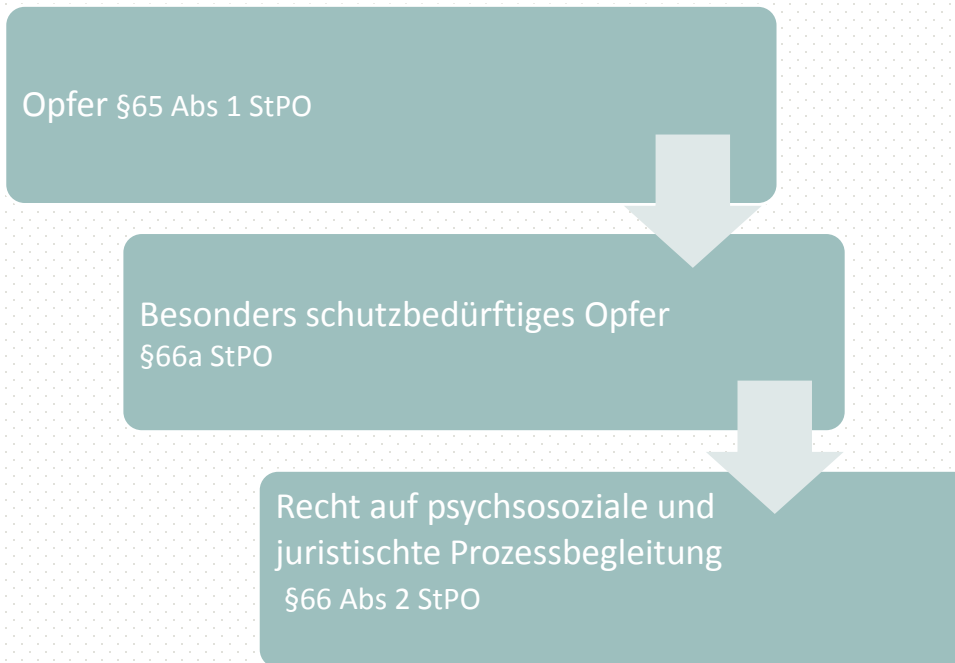 Opfer §65 Abs 1 StPO
Besonders schutzbedürftiges Opfer
§66a StPO
Recht auf psychsosoziale und
juristischte Prozessbegleitung
§66 Abs 2 StPO